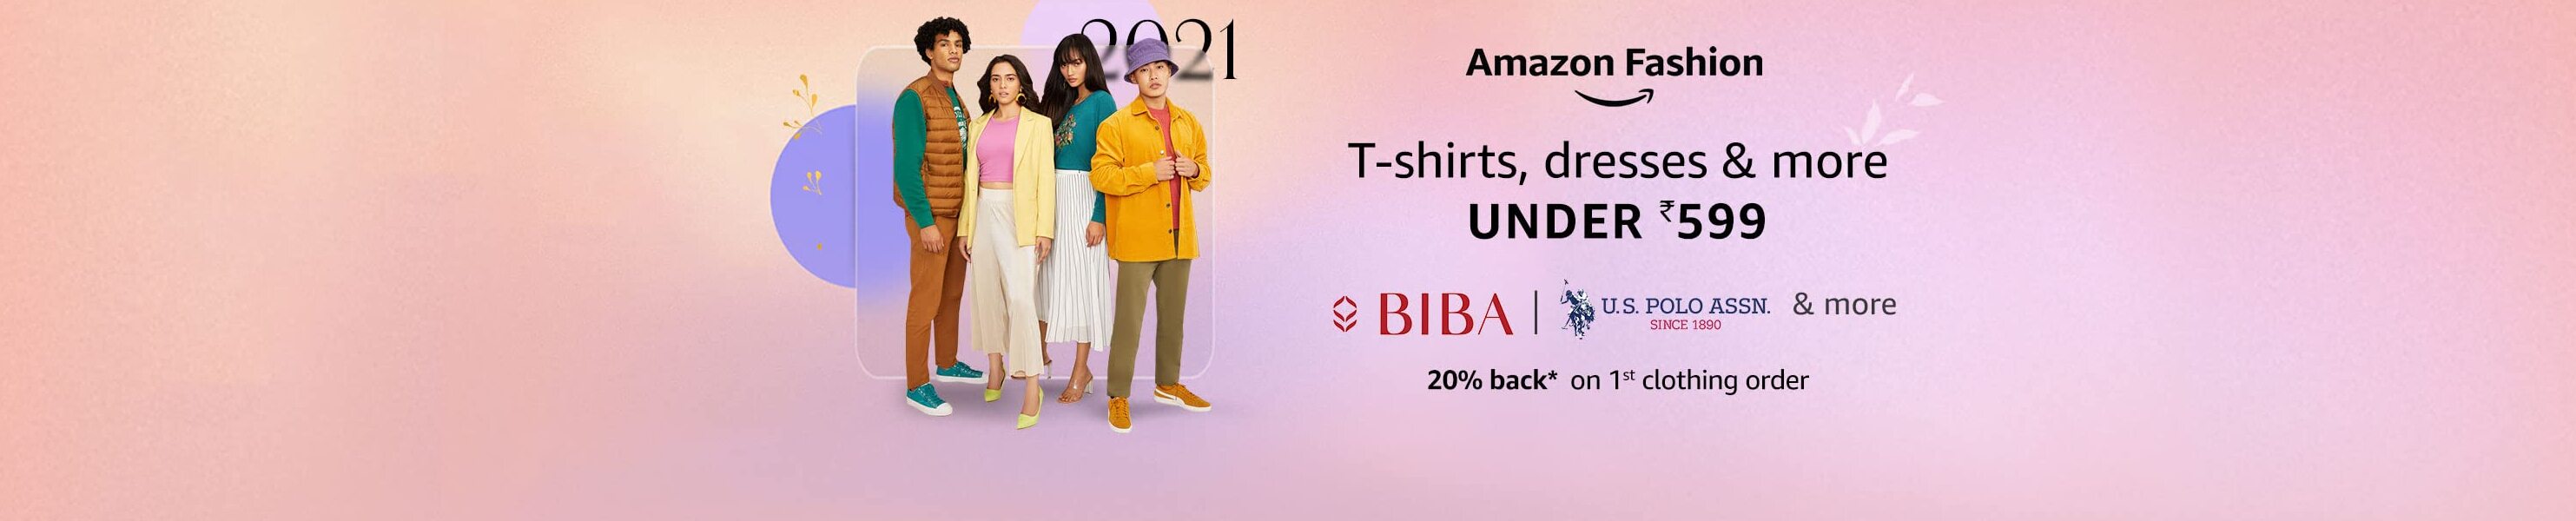 2021
Amazon Fashion
T-shirts, dresses & more
UNDER ₹599
BIBA | U.S. POLO ASSN. & more
SINCE 1890
20% back* on 1st clothing order